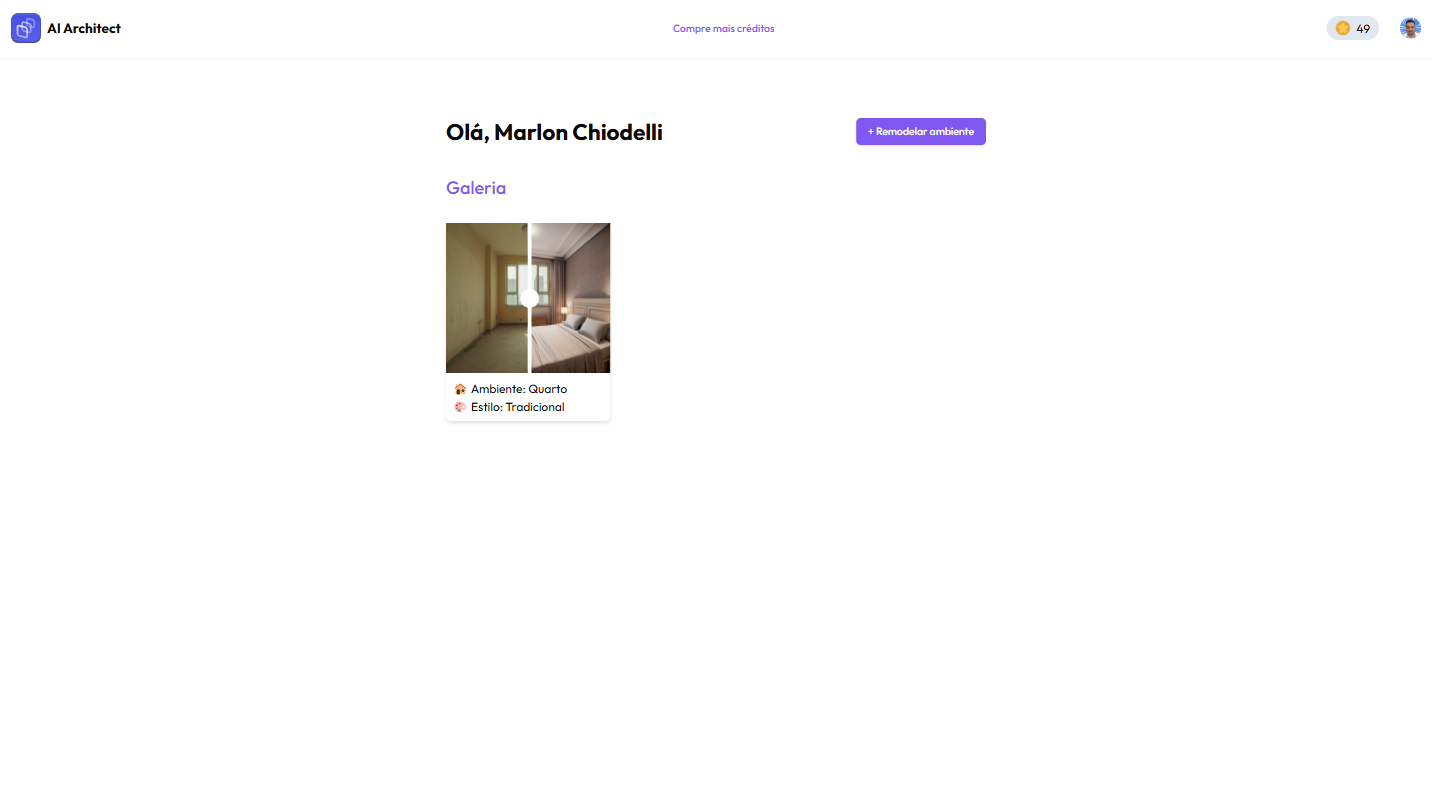 AI Architect
Compre mais créditos
49
Olá, Marlon Chiodelli
+ Remodelar ambiente
Galeria
Ambiente: Quarto
Estilo: Tradicional